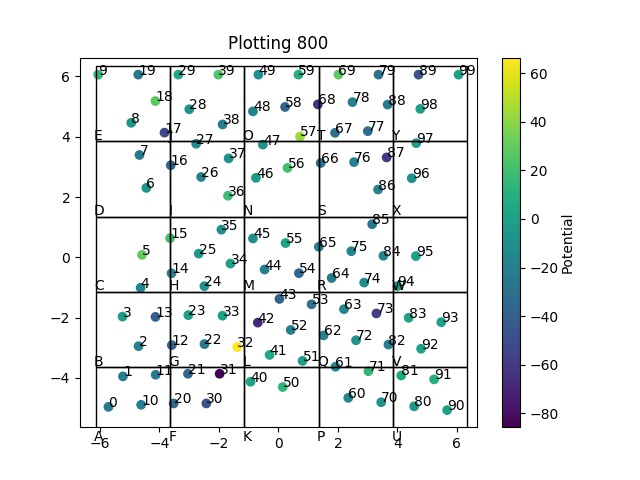 Plotting 800
9 19 29 39 49 59 69 79 89 99
8 18 28 38 48 58 68 78 88 98
17 27 47 57 67 77 97
E J O T Y
7 16 26 37 46 56 66 76 87
6 36 86 96
D I N S X
5 15 25 35 45 55 65 75 85 95
4 14 24 34 44 54 64 74 84 94
C H M R W
3 13 23 33 43 53 63 73 83 93
2 12 22 32 42 52 62 72 82 92
B G L 41 51 Q 61 71 V
1 11 21 31 40 50 60 70 81 91
0 10 20 30 80 90
A F K P U
−6 −4 −2 0 2 4 6
6
4
2
0
−2
−4
60
40
20
0
−20
−40
−60
−80
Potential